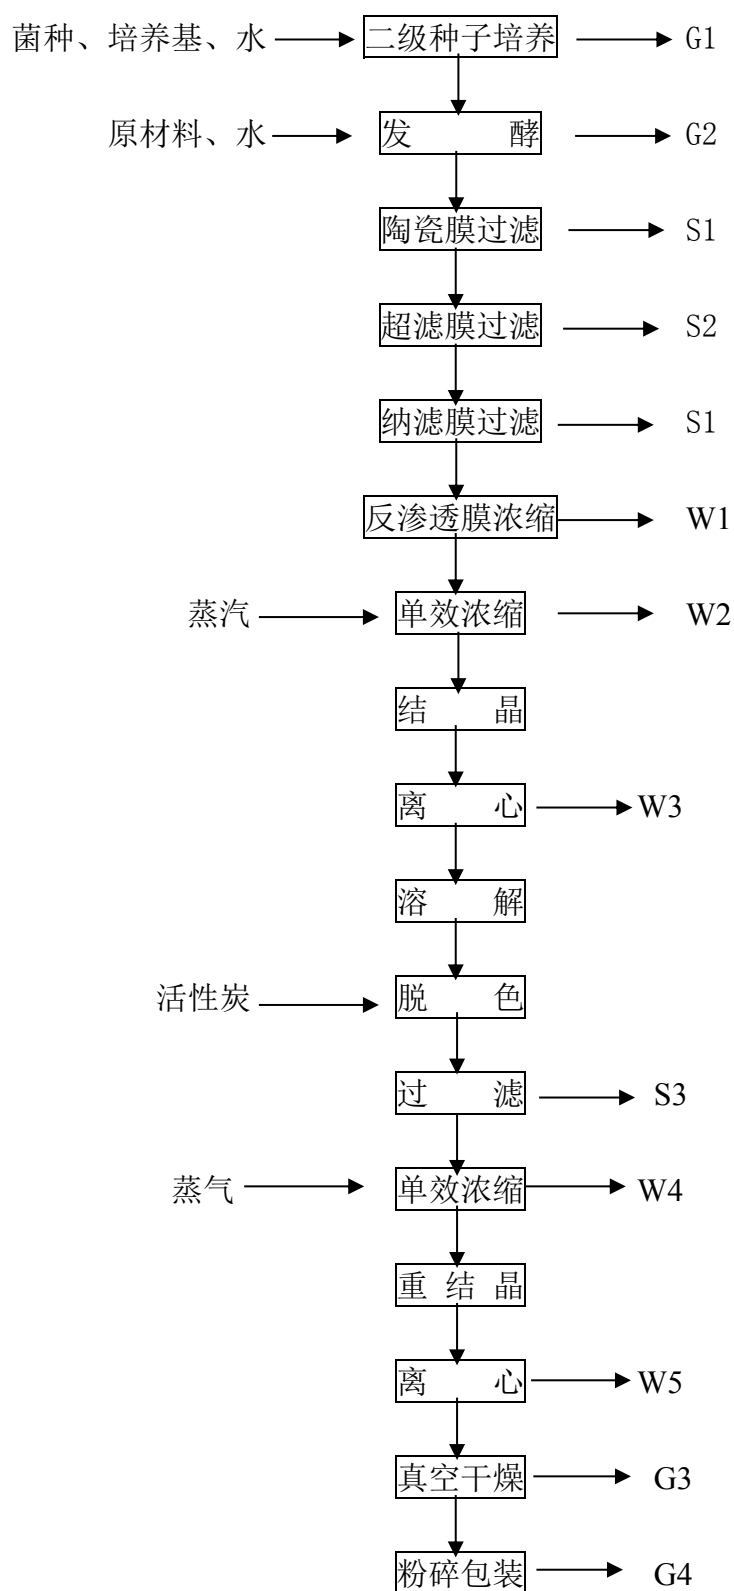 菌种、培养基、水 二级种子培养 G1
原材料、水 发酵 G2
陶瓷膜过滤 S1
超滤膜过滤 S2
纳滤膜过滤 S1
反渗透膜浓缩 W1
蒸汽 单效浓缩 W2
结晶
离心 W3
溶解
活性炭 脱色
过滤 S3
蒸气 单效浓缩 W4
重结晶
离心 W5
真空干燥 G3
粉碎包装 G4